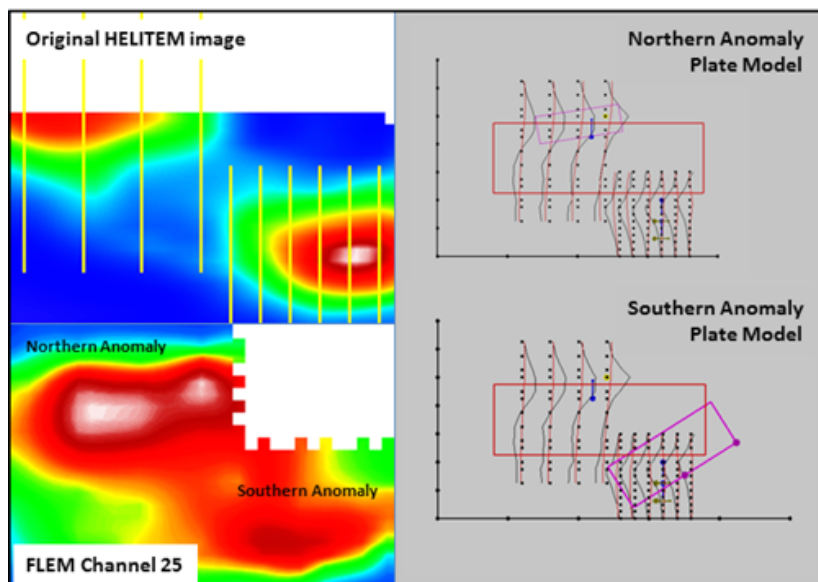 Original HELITEM image
Northern Anomaly
Plate Model
Northern Anomaly
Southern Anomaly
FLEM Channel 25
Southern Anomaly
Plate Model